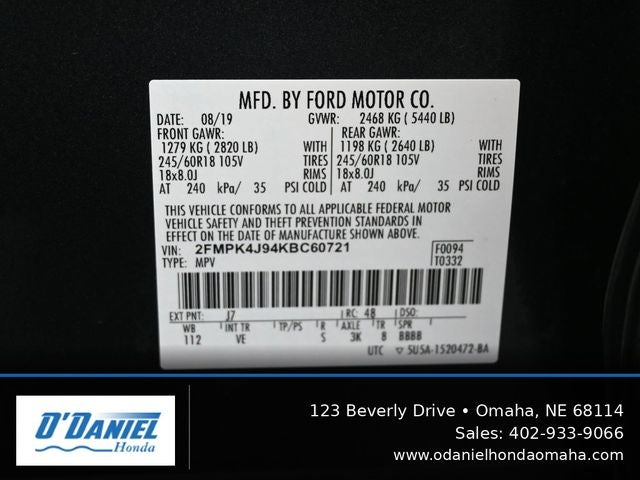 MFD. BY FORD MOTOR CO.
DATE: 08/19 GVWR: 2468 KG ( 5440 LB)
FRONT GAWR: REAR GAWR:
1279 KG ( 2820 LB) WITH 1198 KG ( 2640 LB) WITH
245/60R18 105V TIRES 245/60R18 105V TIRES
18x8.0J RIMS 18x8.0J RIMS
AT 240 kPa/ 35 PSI COLD AT 240 kPa/ 35 PSI COLD
THIS VEHICLE CONFORMS TO ALL APPLICABLE FEDERAL MOTOR
VEHICLE SAFETY AND THEFT PREVENTION STANDARDS IN
EFFECT ON THE DATE OF MANUFACTURE SHOWN ABOVE.
VIN: 2FMPK4J94KBC60721 F0094
TYPE: MPV T0332
EXT PNT: J7 RC: 48 DSO:
WB INT TR TP/PS R AXLE TR SPR
112 VE S 3K 8 BBBB
UTC ▽ 5U5A-1520472-BA
O'DANIEL
Honda
123 Beverly Drive • Omaha, NE 68114
Sales: 402-933-9066
www.odanielhondaomaha.com